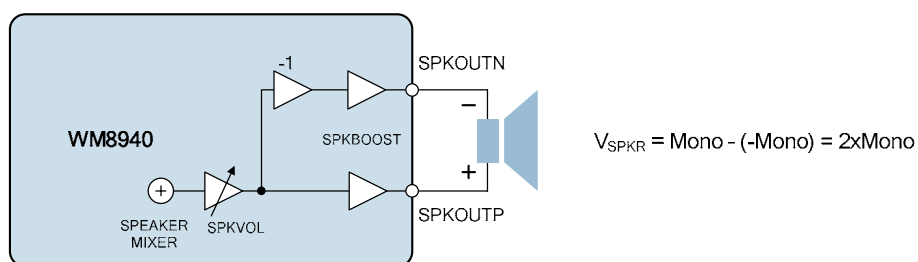 -1
SPKOUTN
−
WM8940
SPKBOOST
V_SPKR = Mono - (-Mono) = 2xMono
+
+
SPEAKER
MIXER
SPKVOL
SPKOUTP